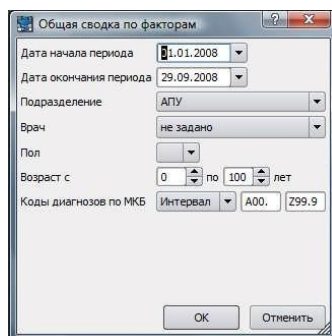 Общая сводка по факторам
Дата начала периода 01.01.2008
Дата окончания периода 29.09.2008
Подразделение АПУ
Врач не задано
Пол
Возраст с 0 по 100 лет
Коды диагнозов по МКБ Интервал A00. Z99.9
OK Отменить